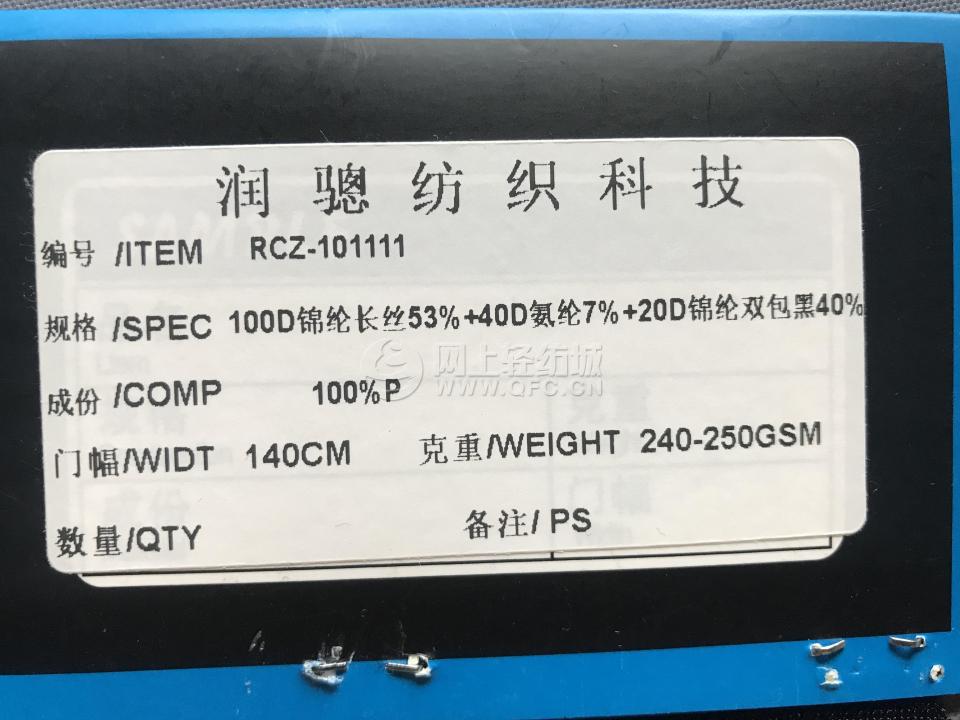 润骢纺织科技
编号 /ITEM RCZ-101111
规格 /SPEC 100D锦纶长丝53%+40D氨纶7%+20D锦纶双包黑40%
网上轻纺城
WWW.QFC.CN
成份 /COMP 100%P
门幅/WIDT 140CM 克重/WEIGHT 240-250GSM
数量/QTY 备注/ PS